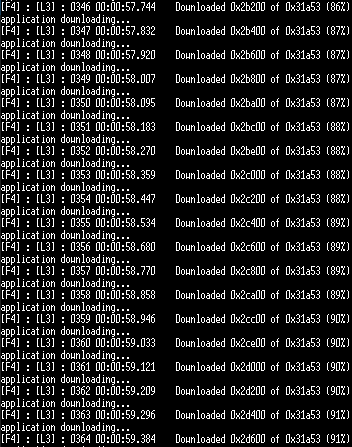 [F4] : [L3] : 0346 00:00:57.744 Downloaded 0x2b200 of 0x31a53 (86%)
application downloading...
[F4] : [L3] : 0347 00:00:57.832 Downloaded 0x2b400 of 0x31a53 (87%)
application downloading...
[F4] : [L3] : 0348 00:00:57.920 Downloaded 0x2b600 of 0x31a53 (87%)
application downloading...
[F4] : [L3] : 0349 00:00:58.007 Downloaded 0x2b800 of 0x31a53 (87%)
application downloading...
[F4] : [L3] : 0350 00:00:58.095 Downloaded 0x2ba00 of 0x31a53 (87%)
application downloading...
[F4] : [L3] : 0351 00:00:58.183 Downloaded 0x2bc00 of 0x31a53 (88%)
application downloading...
[F4] : [L3] : 0352 00:00:58.270 Downloaded 0x2be00 of 0x31a53 (88%)
application downloading...
[F4] : [L3] : 0353 00:00:58.359 Downloaded 0x2c000 of 0x31a53 (88%)
application downloading...
[F4] : [L3] : 0354 00:00:58.447 Downloaded 0x2c200 of 0x31a53 (88%)
application downloading...
[F4] : [L3] : 0355 00:00:58.534 Downloaded 0x2c400 of 0x31a53 (89%)
application downloading...
[F4] : [L3] : 0356 00:00:58.680 Downloaded 0x2c600 of 0x31a53 (89%)
application downloading...
[F4] : [L3] : 0357 00:00:58.770 Downloaded 0x2c800 of 0x31a53 (89%)
application downloading...
[F4] : [L3] : 0358 00:00:58.858 Downloaded 0x2ca00 of 0x31a53 (89%)
application downloading...
[F4] : [L3] : 0359 00:00:58.946 Downloaded 0x2cc00 of 0x31a53 (90%)
application downloading...
[F4] : [L3] : 0360 00:00:59.033 Downloaded 0x2ce00 of 0x31a53 (90%)
application downloading...
[F4] : [L3] : 0361 00:00:59.121 Downloaded 0x2d000 of 0x31a53 (90%)
application downloading...
[F4] : [L3] : 0362 00:00:59.209 Downloaded 0x2d200 of 0x31a53 (90%)
application downloading...
[F4] : [L3] : 0363 00:00:59.296 Downloaded 0x2d400 of 0x31a53 (91%)
application downloading...
[F4] : [L3] : 0364 00:00:59.384 Downloaded 0x2d600 of 0x31a53 (91%)